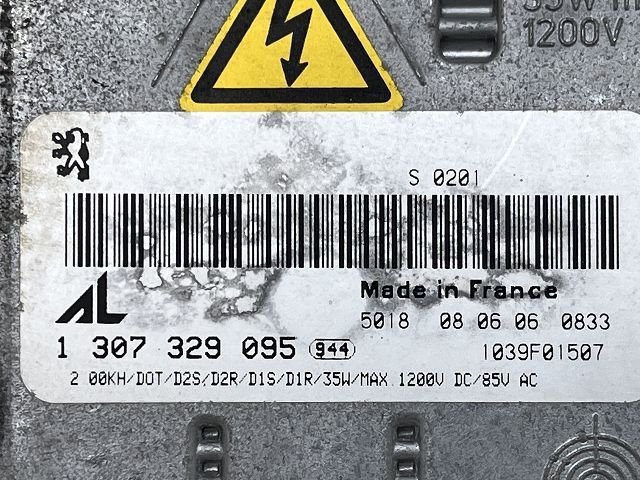 35W
1200V
S 0201
AL
Made in France
5018 08 06 06 0833
1 307 329 095 944
1039F01507
2 00KH/DOT/D2S/D2R/D1S/D1R/35W/MAX 1200V DC/85V AC